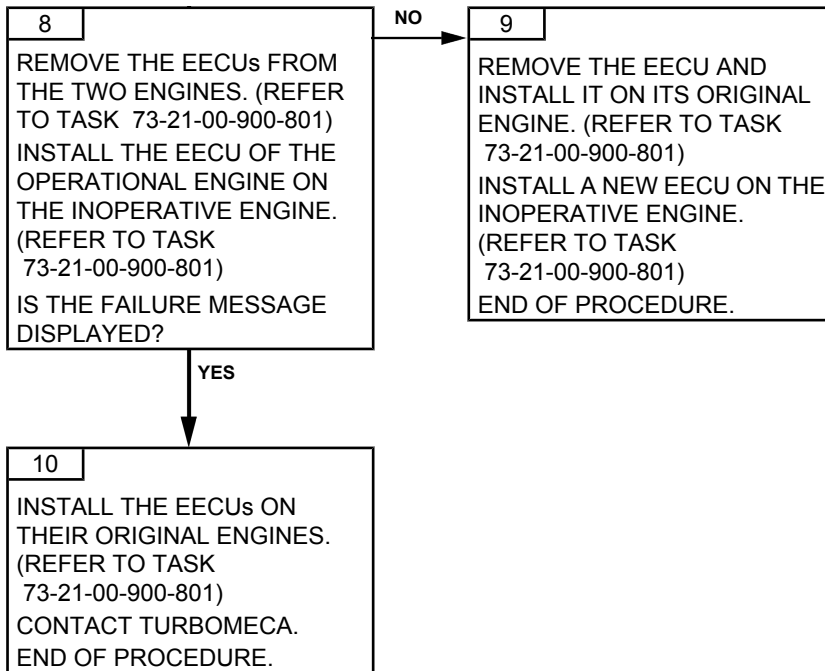 8
REMOVE THE EECUs FROM
THE TWO ENGINES. (REFER
TO TASK 73-21-00-900-801)
INSTALL THE EECU OF THE
OPERATIONAL ENGINE ON
THE INOPERATIVE ENGINE.
(REFER TO TASK
73-21-00-900-801)
IS THE FAILURE MESSAGE
DISPLAYED?
NO
9
REMOVE THE EECU AND
INSTALL IT ON ITS ORIGINAL
ENGINE. (REFER TO TASK
73-21-00-900-801)
INSTALL A NEW EECU ON THE
INOPERATIVE ENGINE.
(REFER TO TASK
73-21-00-900-801)
END OF PROCEDURE.
YES
10
INSTALL THE EECUs ON
THEIR ORIGINAL ENGINES.
(REFER TO TASK
73-21-00-900-801)
CONTACT TURBOMECA.
END OF PROCEDURE.